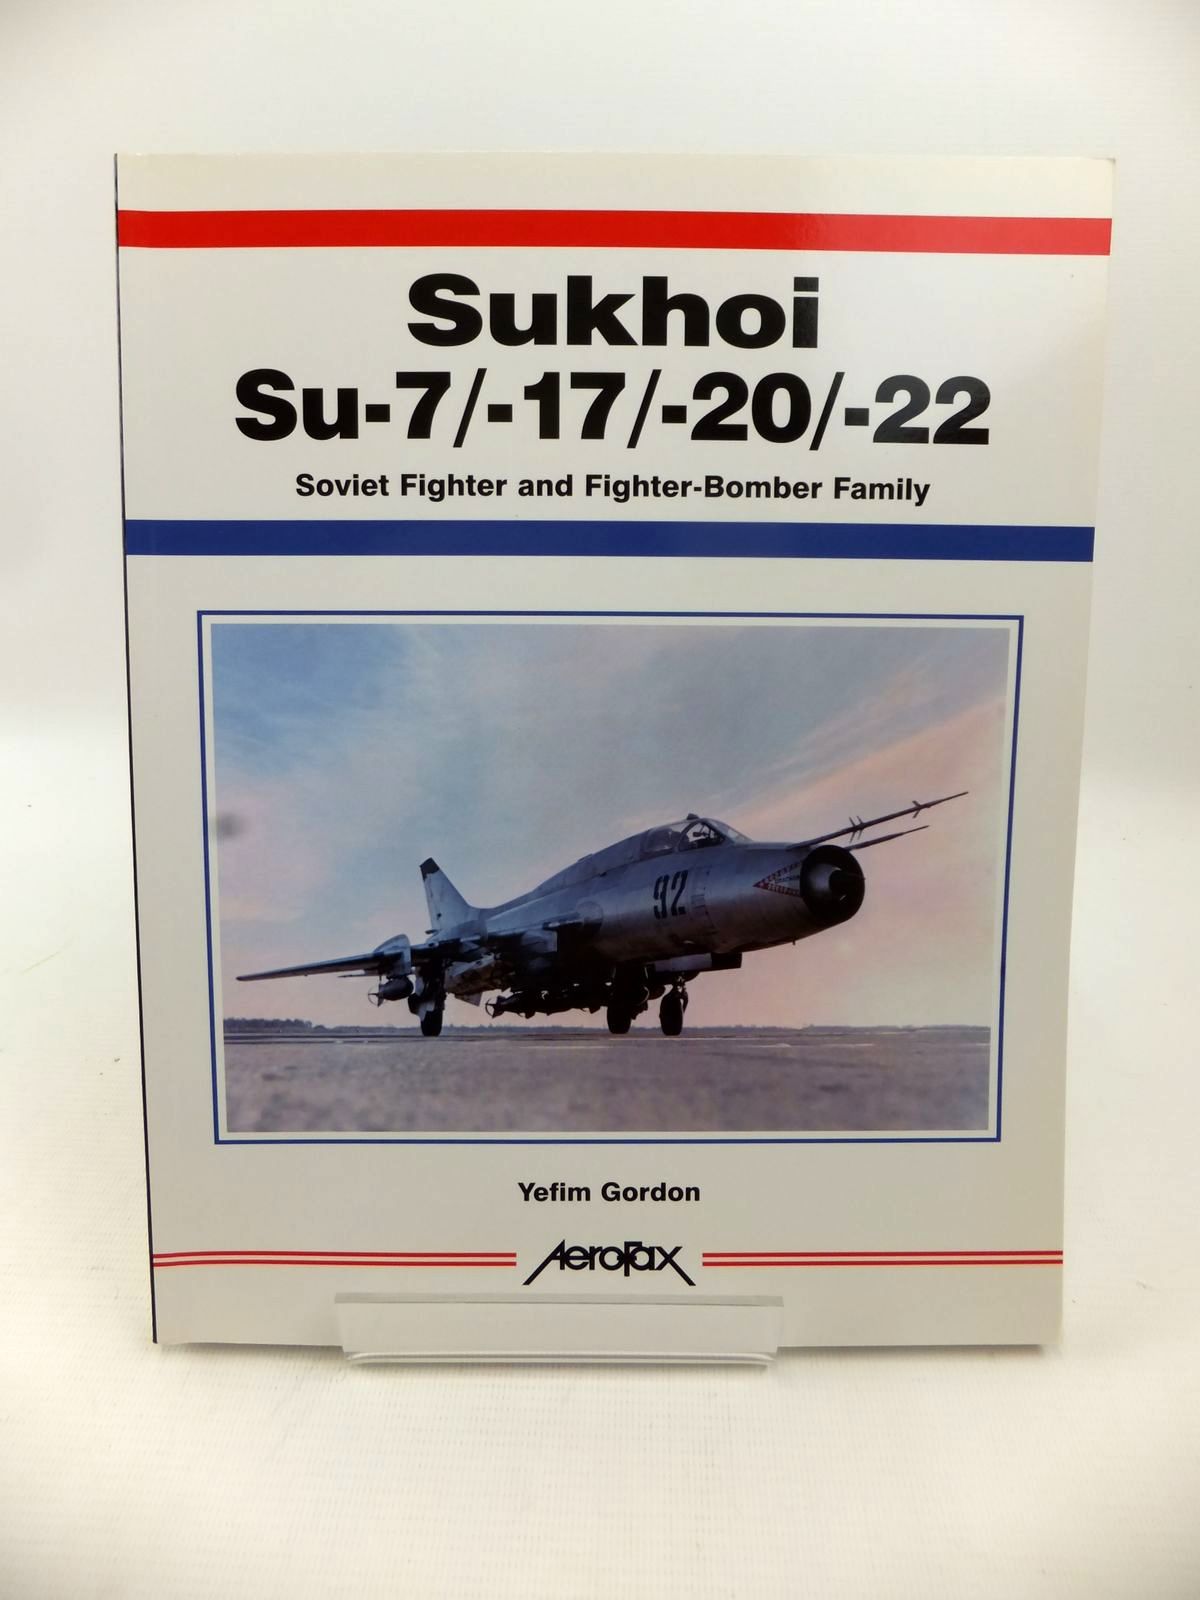 Sukhoi
Su-7/-17/-20/-22
Soviet Fighter and Fighter-Bomber Family
92
Yefim Gordon
AeroFax